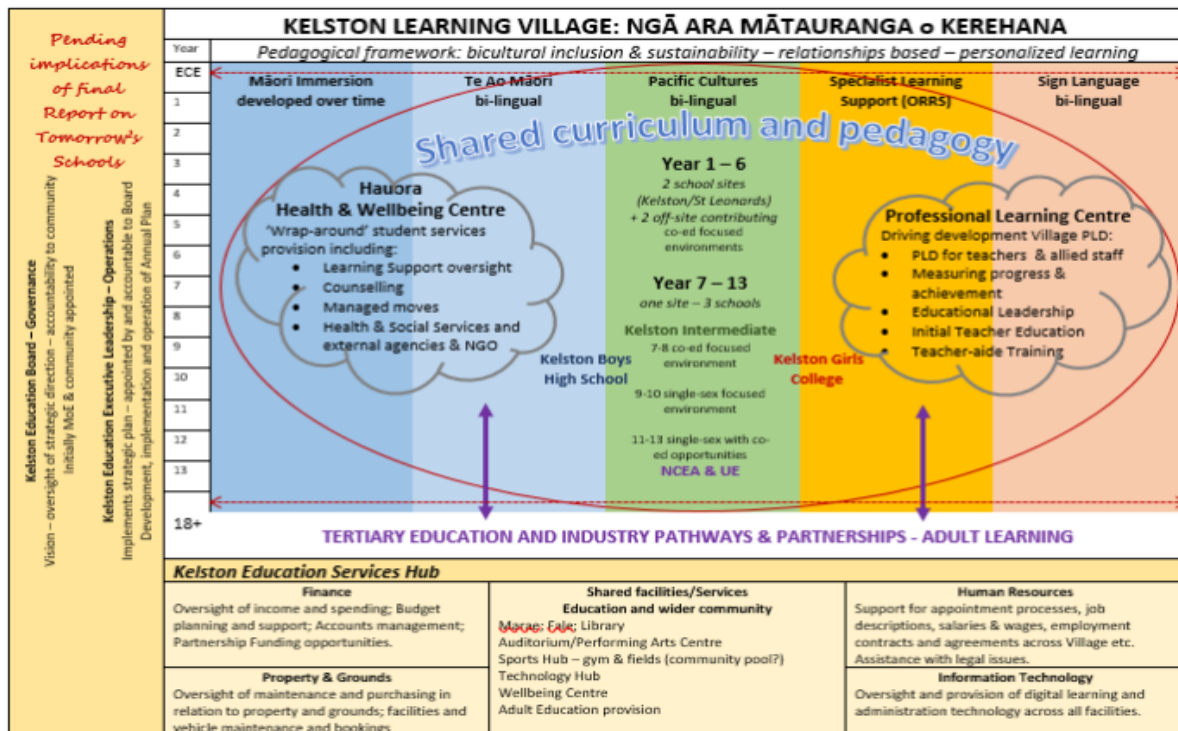 Pending
implications
of final
Report on
Tomorrow's
Schools
Kelston Education Board – Governance
Vision – oversight of strategic direction – accountability to community
Initially MoE & community appointed
Kelston Education Executive Leadership – Operations
Implements strategic plan – appointed by and accountable to Board
Development, implementation and operation of Annual Plan
KELSTON LEARNING VILLAGE: NGĀ ARA MĀTAURANGA o KEREHANA
Year
Pedagogical framework: bicultural inclusion & sustainability – relationships based – personalized learning
ECE
1
2
3
4
5
6
7
8
9
10
11
12
13
18+
Māori Immersion
developed over time
Te Ao Māori
bi-lingual
Pacific Cultures
bi-lingual
Specialist Learning
Support (ORRS)
Sign Language
bi-lingual
Shared curriculum and pedagogy
Hauora
Health & Wellbeing Centre
'Wrap-around' student services
provision including:
• Learning Support oversight
• Counselling
• Managed moves
• Health & Social Services and
external agencies & NGO
Year 1 – 6
2 school sites
(Kelston/St Leonards)
+ 2 off-site contributing
co-ed focused
environments
Year 7 – 13
one site – 3 schools
Kelston Intermediate
7-8 co-ed focused
environment
9-10 single-sex focused
environment
11-13 single-sex with co-
ed opportunities
NCEA & UE
Kelston Boys
High School
Kelston Girls
College
Professional Learning Centre
Driving development Village PLD:
• PLD for teachers & allied staff
• Measuring progress &
achievement
• Educational Leadership
• Initial Teacher Education
• Teacher-aide Training
TERTIARY EDUCATION AND INDUSTRY PATHWAYS & PARTNERSHIPS - ADULT LEARNING
Kelston Education Services Hub
Finance
Oversight of income and spending; Budget
planning and support; Accounts management;
Partnership Funding opportunities.
Property & Grounds
Oversight of maintenance and purchasing in
relation to property and grounds; facilities and
vehicle maintenance and bookings
Shared facilities/Services
Education and wider community
Marae; Fale; Library
Auditorium/Performing Arts Centre
Sports Hub – gym & fields (community pool?)
Technology Hub
Wellbeing Centre
Adult Education provision
Human Resources
Support for appointment processes, job
descriptions, salaries & wages, employment
contracts and agreements across Village etc.
Assistance with legal issues.
Information Technology
Oversight and provision of digital learning and
administration technology across all facilities.